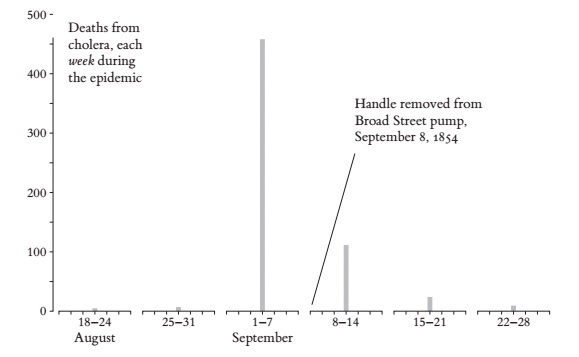 500
Deaths from
cholera, each
week during
the epidemic
400
Handle removed from
Broad Street pump,
September 8, 1854
300
200
100
0
18–24 25–31 1–7 8–14 15–21 22–28
August September